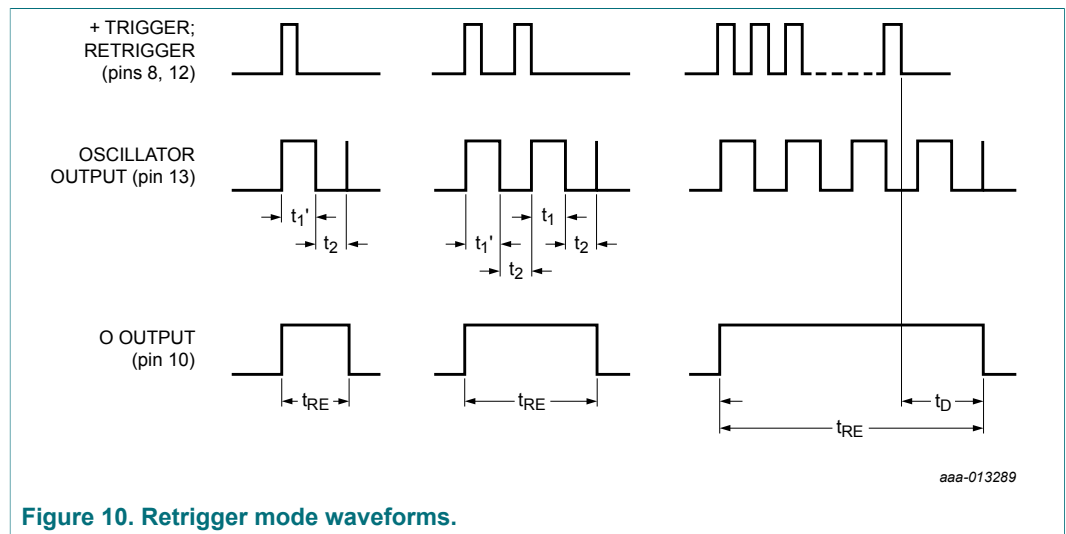 + TRIGGER;
RETRIGGER
(pins 8, 12)
OSCILLATOR
OUTPUT (pin 13)
t1'
t1
t2
t2
t1'
t2
O OUTPUT
(pin 10)
tRE
tRE
tD
tRE
aaa-013289
Figure 10. Retrigger mode waveforms.